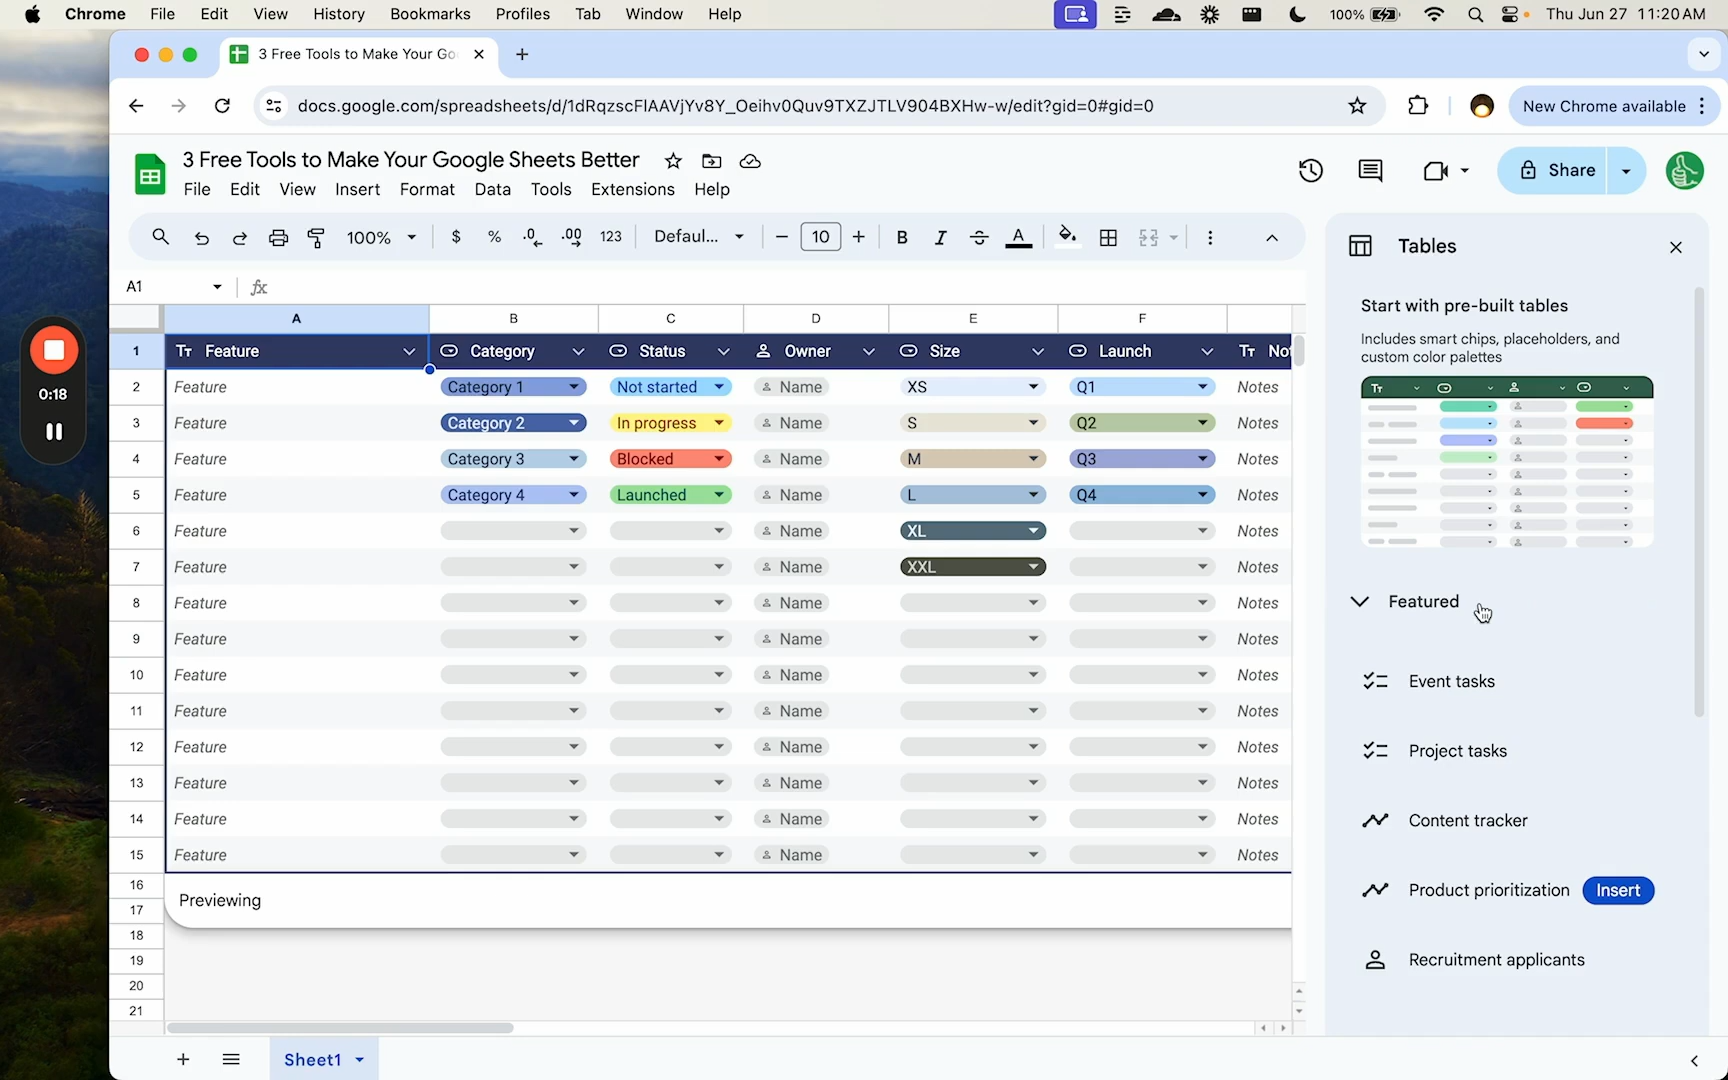 Chrome File Edit View History Bookmarks Profiles Tab Window Help 100% Thu Jun 27 11:20 AM
3 Free Tools to Make Your Go
docs.google.com/spreadsheets/d/1dRqzscFIAAVjYv8Y_Oeihv0Quv9TXZJTLV904BXHw-w/edit?gid=0#gid=0 New Chrome available
3 Free Tools to Make Your Google Sheets Better
File Edit View Insert Format Data Tools Extensions Help
Share
100% $ % .0 .00 123 Defaul... 10 B I S A
A1 fx
A B C D E F
1 Tт Feature Category Status Owner Size Launch Tт Not
2 Feature Category 1 Not started Name XS Q1 Notes
3 Feature Category 2 In progress Name S Q2 Notes
4 Feature Category 3 Blocked Name M Q3 Notes
5 Feature Category 4 Launched Name L Q4 Notes
6 Feature Name XL Notes
7 Feature Name XXL Notes
8 Feature Name Notes
9 Feature Name Notes
10 Feature Name Notes
11 Feature Name Notes
12 Feature Name Notes
13 Feature Name Notes
14 Feature Name Notes
15 Feature Name Notes
16
Previewing
17
18
19
20
21
Sheet1
0:18
Tables
Start with pre-built tables
Includes smart chips, placeholders, and
custom color palettes
Tт
Featured
Event tasks
Project tasks
Content tracker
Product prioritization Insert
Recruitment applicants